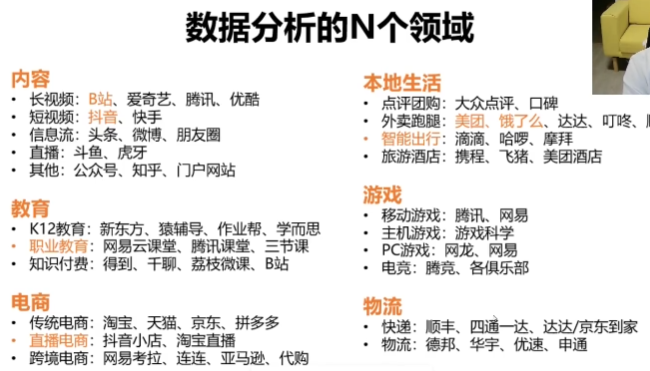 数据分析的N个领域
内容
• 长视频：B站、爱奇艺、腾讯、优酷
• 短视频：抖音、快手
• 信息流：头条、微博、朋友圈
• 直播：斗鱼、虎牙
• 其他：公众号、知乎、门户网站
教育
• K12教育：新东方、猿辅导、作业帮、学而思
• 职业教育：网易云课堂、腾讯课堂、三节课
• 知识付费：得到、干聊、荔枝微课、B站
电商
• 传统电商：淘宝、天猫、京东、拼多多
• 直播电商：抖音小店、淘宝直播
• 跨境电商：网易考拉、连连、亚马逊、代购
本地生活
• 点评团购：大众点评、口碑
• 外卖跑腿：美团、饿了么、达达、叮咚、
• 智能出行：滴滴、哈啰、摩拜
• 旅游酒店：携程、飞猪、美团酒店
游戏
• 移动游戏：腾讯、网易
• 主机游戏：游戏科学
• PC游戏：网龙、网易
• 电竞：腾竞、各俱乐部
物流
• 快递：顺丰、四通一达、达达/京东到家
• 物流：德邦、华宇、优速、申通